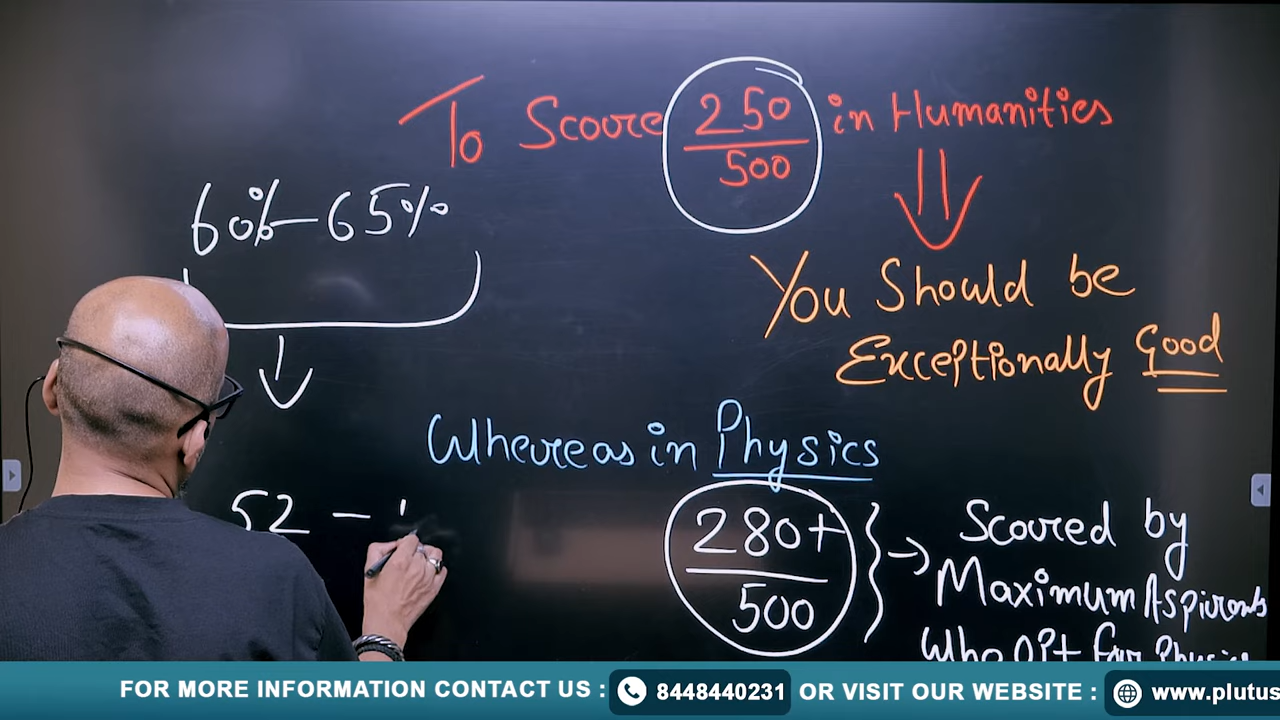 To Scoure 250/500 in Humanities
60% - 65%
You Should be
Exceptionally Good
Whereas in Physics
52 -
280+/500
Scored by
Maximum Aspirants
Who Opt for Physics
FOR MORE INFORMATION CONTACT US : 8448440231 OR VISIT OUR WEBSITE : www.plutus